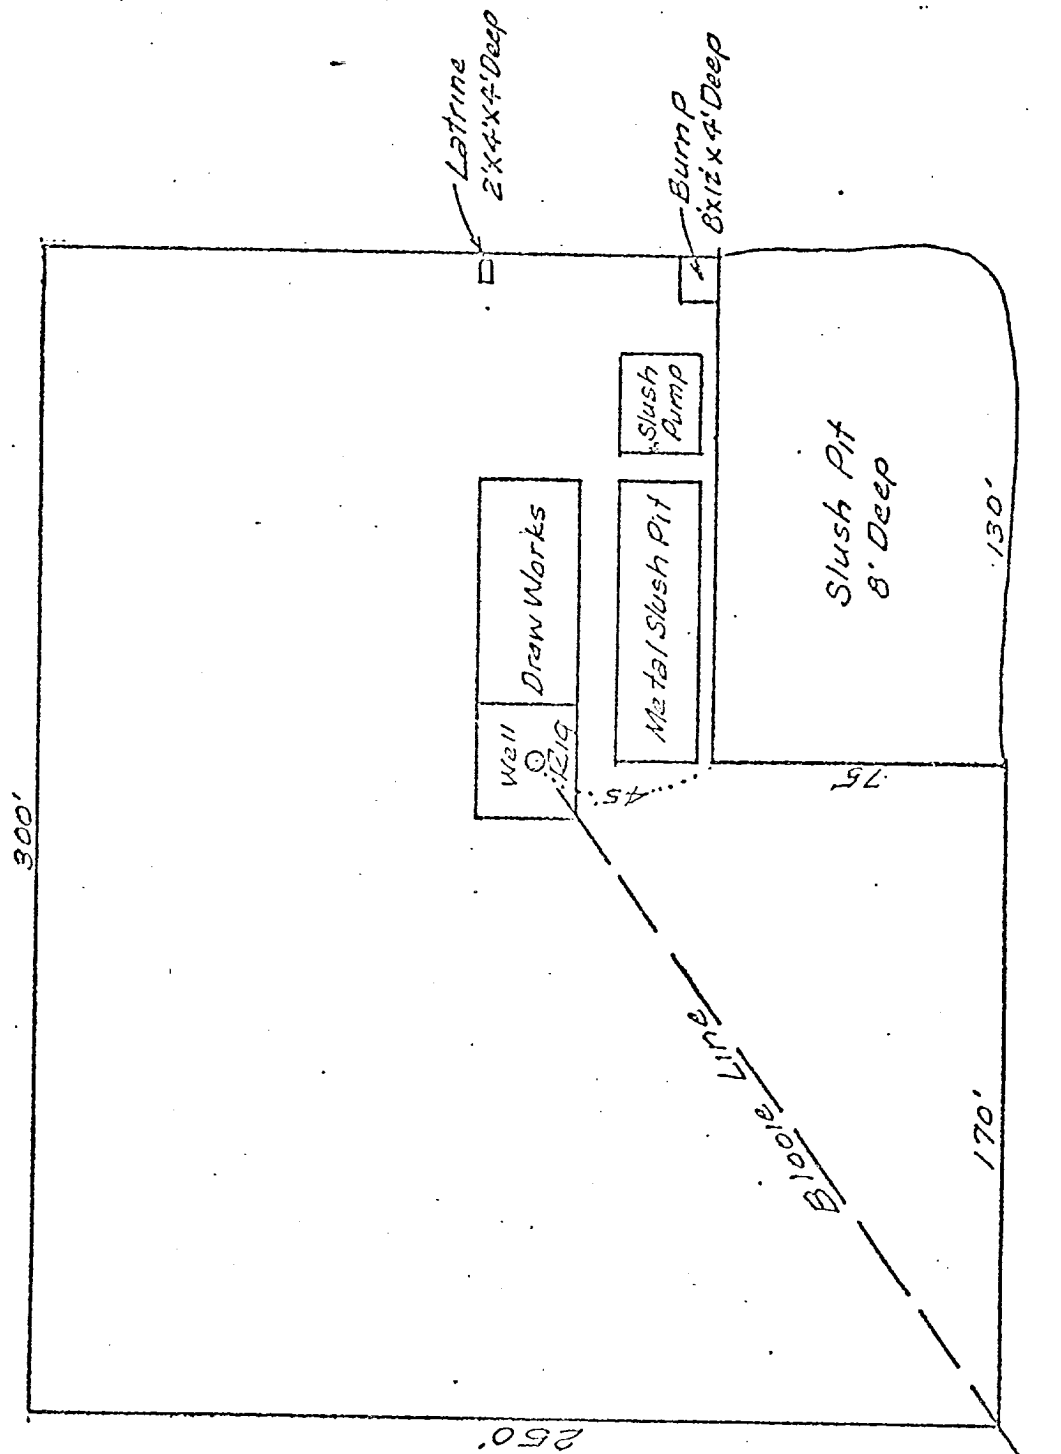 Latrine
2'x4'x4'Deep
Burn P
8'x12'x4'Deep
300'
Slush
Pump
Draw Works
Metal Slush Pit
Well
Rig
Slush Pit
8' Deep
130'
45'
75'
Blooie Line
170'
250'